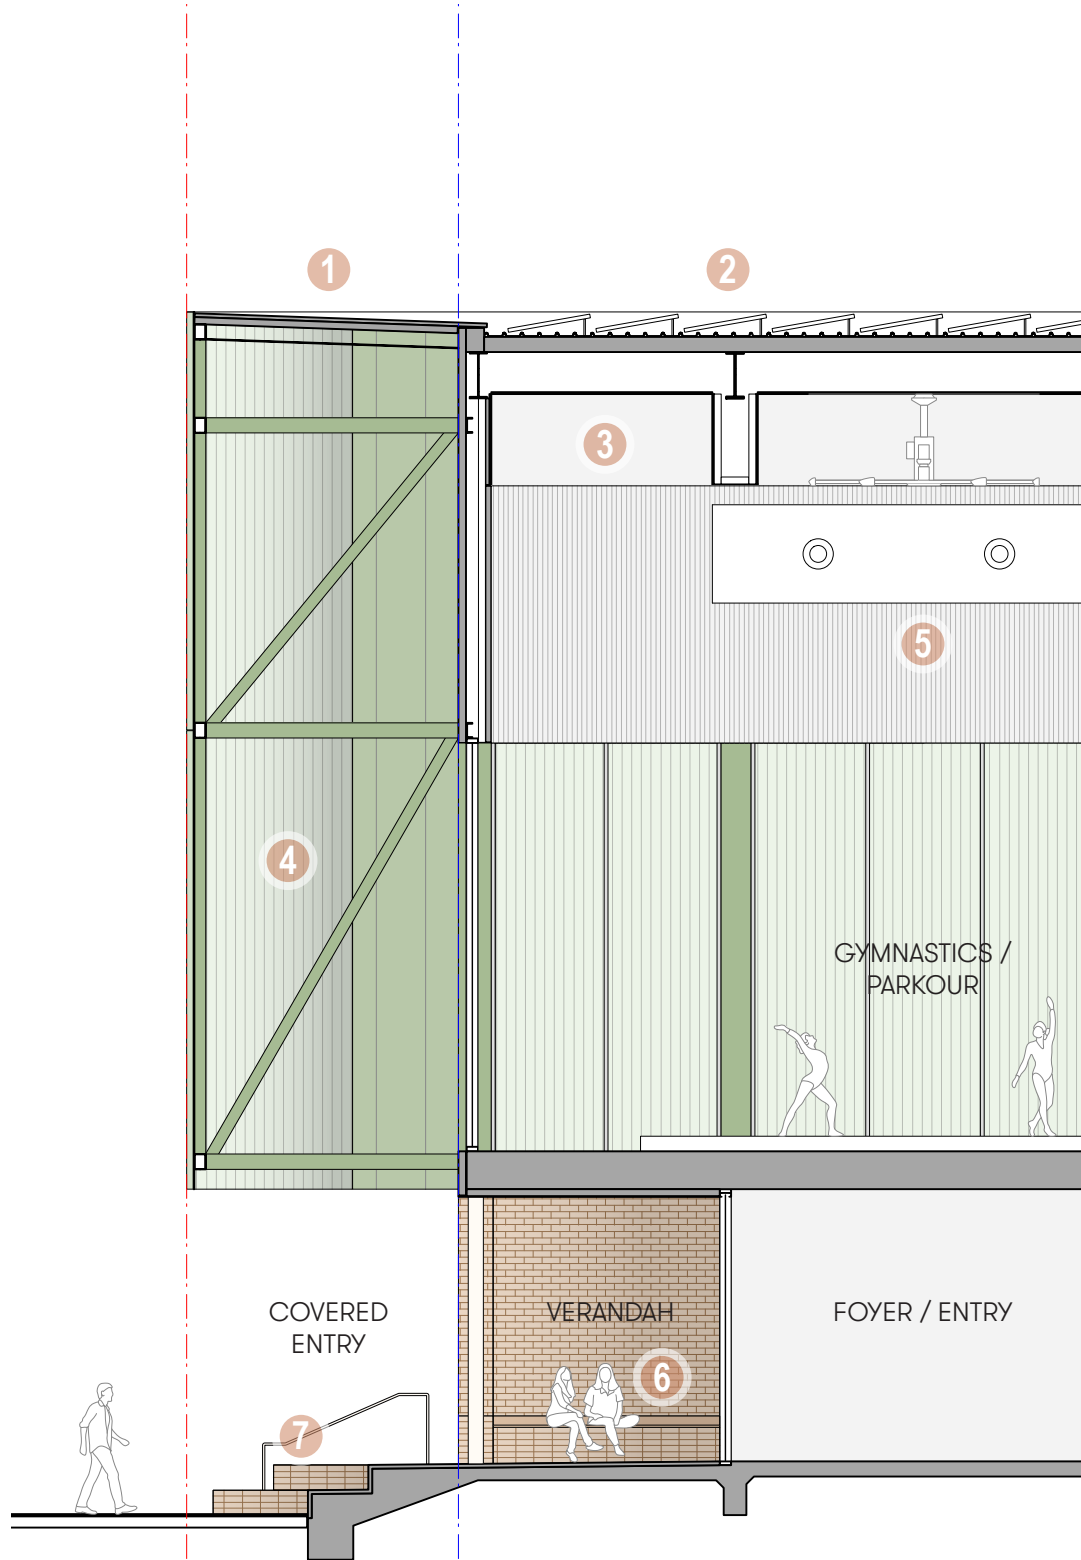 1
2
3
5
4
GYMNASTICS /
PARKOUR
COVERED
ENTRY
VERANDAH
FOYER / ENTRY
6
7